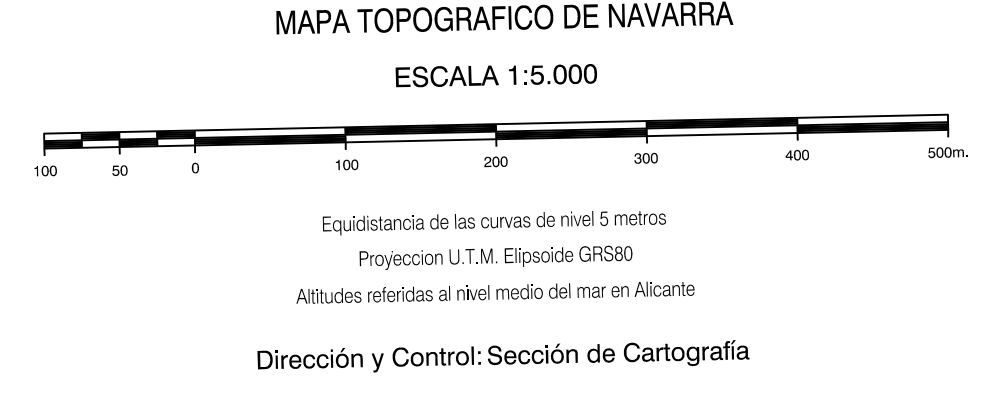 MAPA TOPOGRAFICO DE NAVARRA
ESCALA 1:5.000
100 50 0 100 200 300 400 500m.
Equidistancia de las curvas de nivel 5 metros
Proyeccion U.T.M. Elipsoide GRS80
Altitudes referidas al nivel medio del mar en Alicante
Dirección y Control: Sección de Cartografía